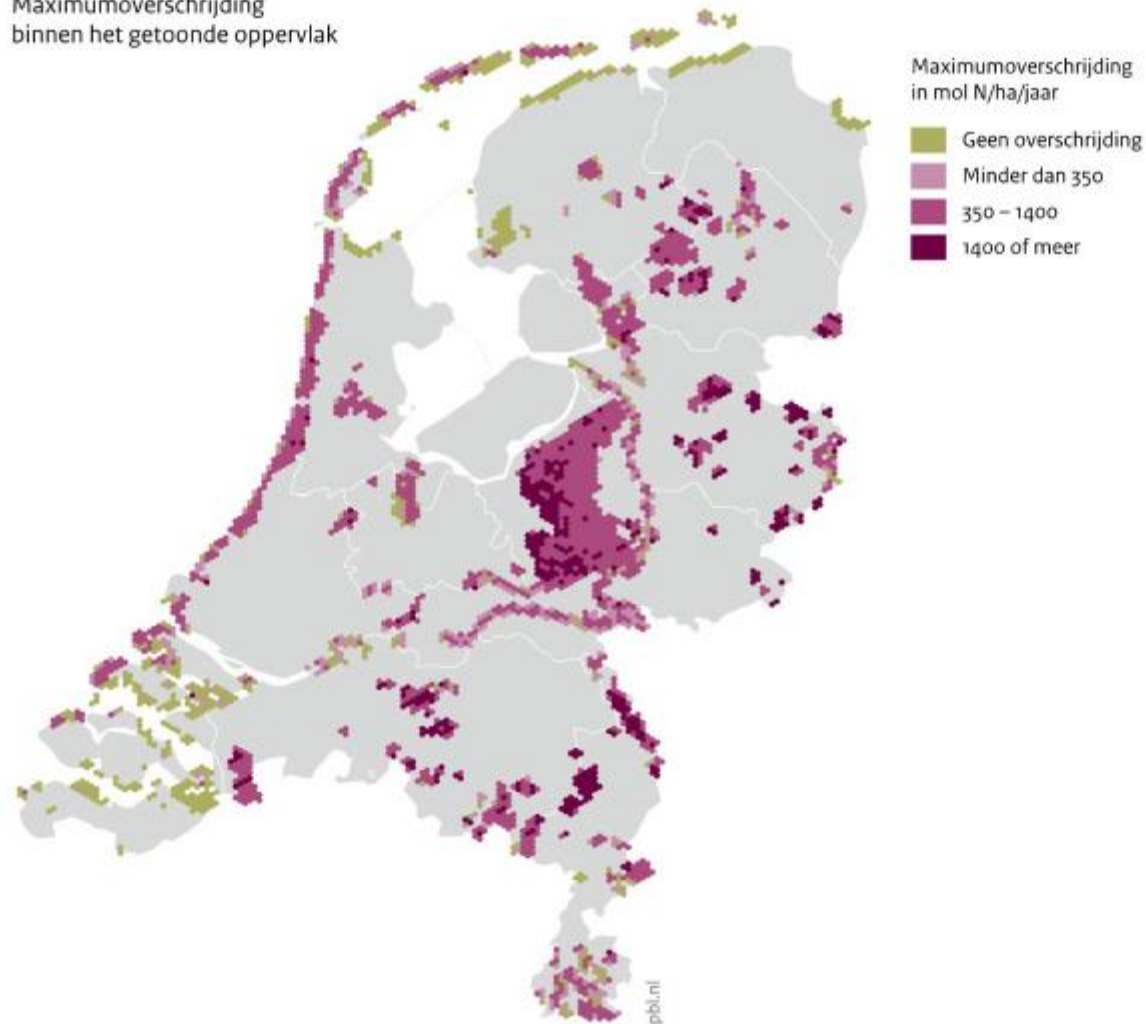 Maximumoverschrijding
binnen het getoonde oppervlak
Maximumoverschrijding
in mol N/ha/jaar
Geen overschrijding
Minder dan 350
350 – 1400
1400 of meer
pbl.nl